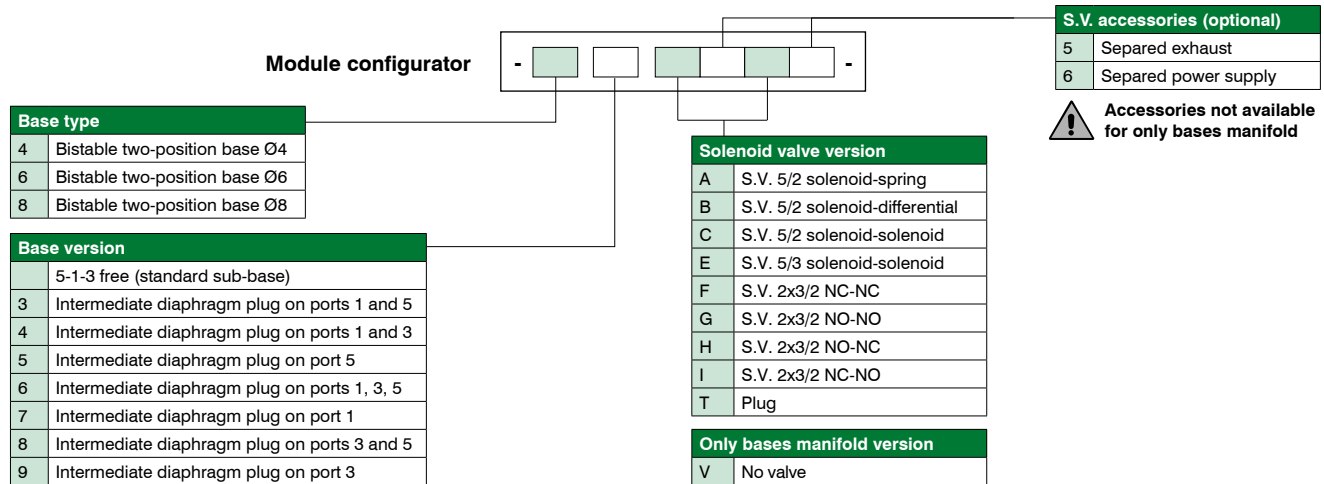 Module configurator
- -
Base type
4 Bistable two-position base Ø4
6 Bistable two-position base Ø6
8 Bistable two-position base Ø8
Base version
5-1-3 free (standard sub-base)
3 Intermediate diaphragm plug on ports 1 and 5
4 Intermediate diaphragm plug on ports 1 and 3
5 Intermediate diaphragm plug on port 5
6 Intermediate diaphragm plug on ports 1, 3, 5
7 Intermediate diaphragm plug on port 1
8 Intermediate diaphragm plug on ports 3 and 5
9 Intermediate diaphragm plug on port 3
Solenoid valve version
A S.V. 5/2 solenoid-spring
B S.V. 5/2 solenoid-differential
C S.V. 5/2 solenoid-solenoid
E S.V. 5/3 solenoid-solenoid
F S.V. 2x3/2 NC-NC
G S.V. 2x3/2 NO-NO
H S.V. 2x3/2 NO-NC
I S.V. 2x3/2 NC-NO
T Plug
Only bases manifold version
V No valve
S.V. accessories (optional)
5 Separed exhaust
6 Separed power supply
! Accessories not available
for only bases manifold